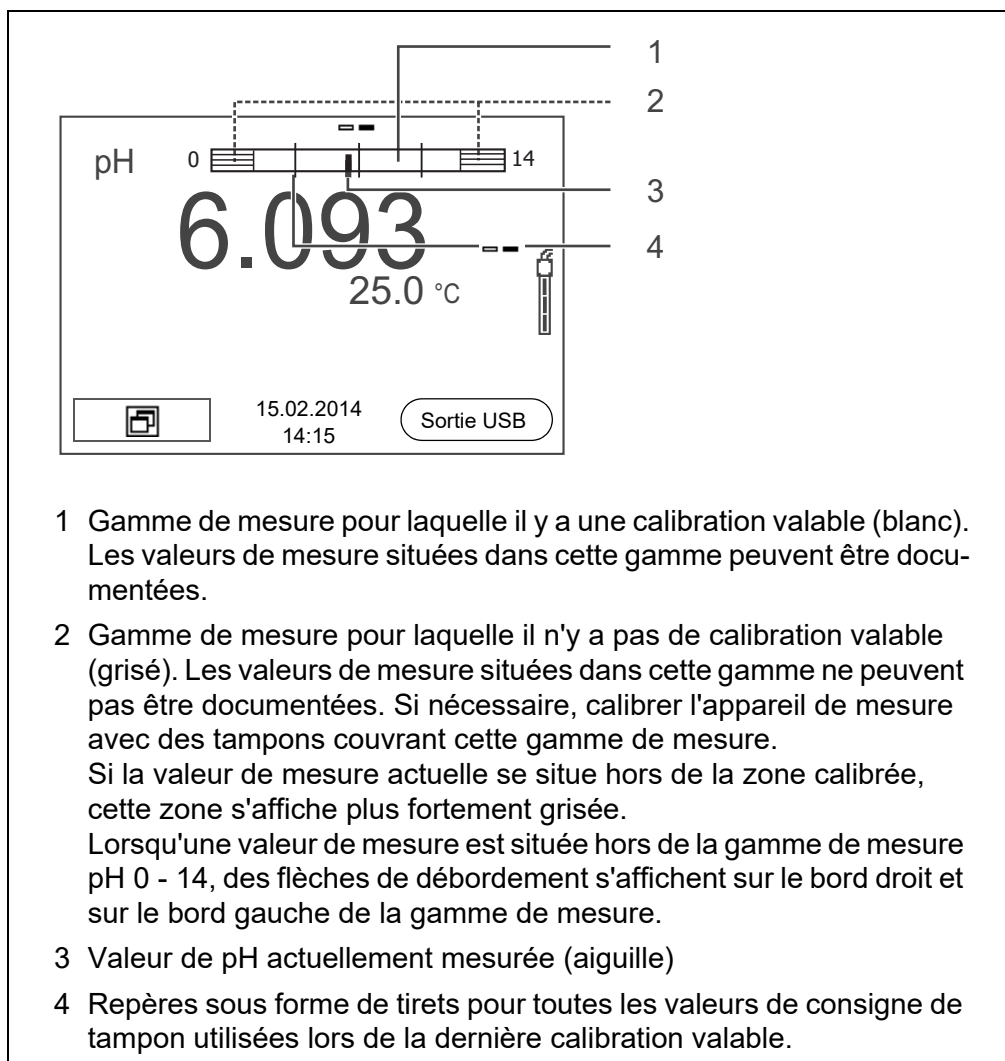 1
2
pH 0 14
6.093
3
4
25.0 °C
15.02.2014
14:15
Sortie USB
1 Gamme de mesure pour laquelle il y a une calibration valable (blanc).
Les valeurs de mesure situées dans cette gamme peuvent être docu-
mentées.
2 Gamme de mesure pour laquelle il n'y a pas de calibration valable
(grisé). Les valeurs de mesure situées dans cette gamme ne peuvent
pas être documentées. Si nécessaire, calibrer l'appareil de mesure
avec des tampons couvrant cette gamme de mesure.
Si la valeur de mesure actuelle se situe hors de la zone calibrée,
cette zone s'affiche plus fortement grisée.
Lorsqu'une valeur de mesure est située hors de la gamme de mesure
pH 0 - 14, des flèches de débordement s'affichent sur le bord droit et
sur le bord gauche de la gamme de mesure.
3 Valeur de pH actuellement mesurée (aiguille)
4 Repères sous forme de tirets pour toutes les valeurs de consigne de
tampon utilisées lors de la dernière calibration valable.